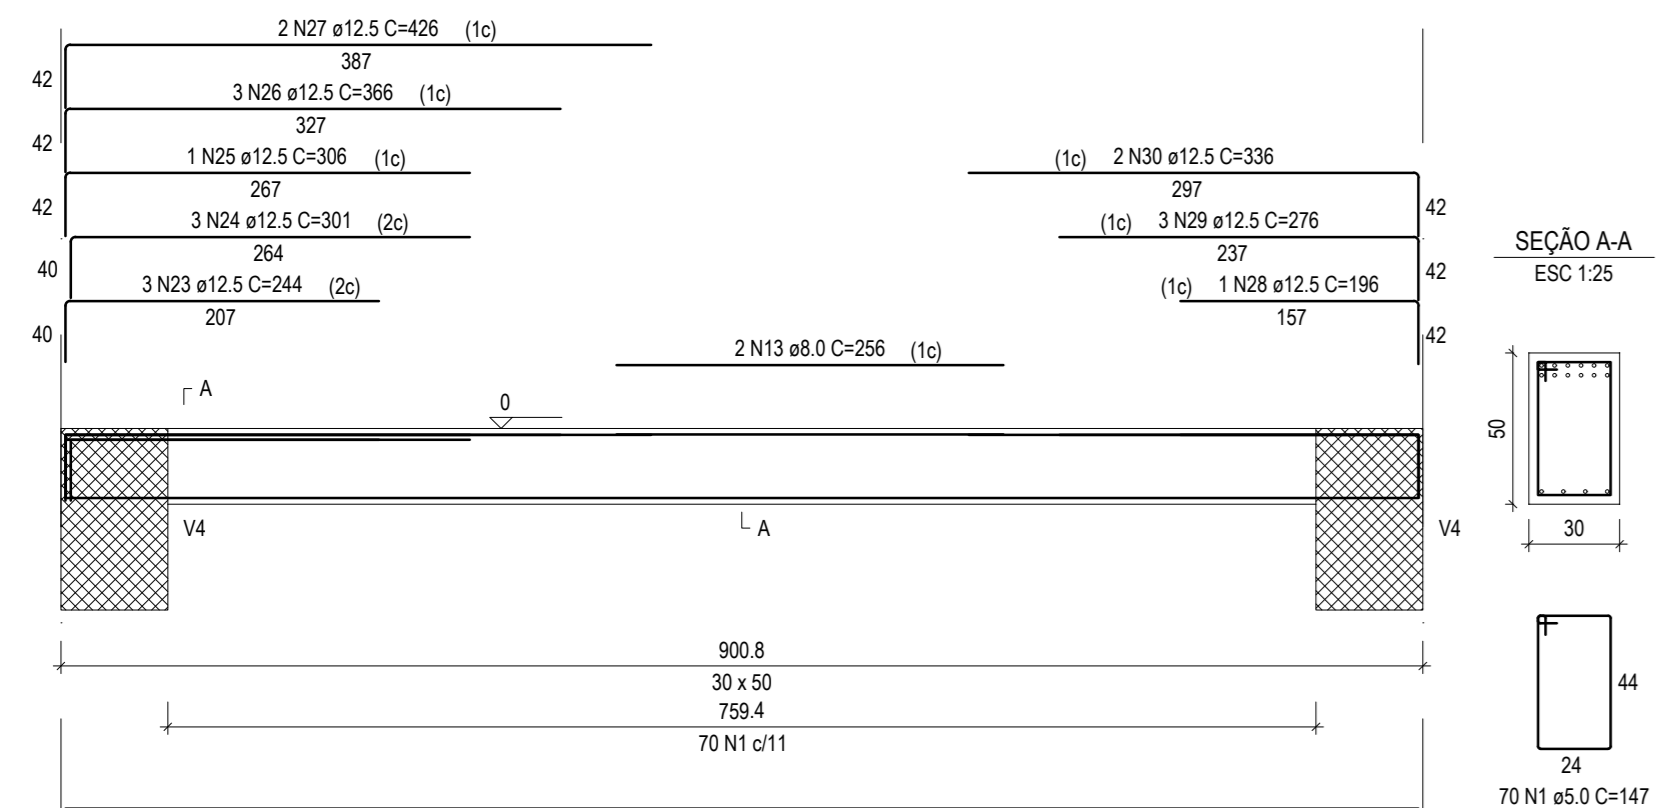 2 N27 ø12.5 C=426 (1c)
387
42
3 N26 ø12.5 C=366 (1c)
327
42
1 N25 ø12.5 C=306 (1c)
(1c) 2 N30 ø12.5 C=336
267
297
42
42
3 N24 ø12.5 C=301 (2c)
(1c) 3 N29 ø12.5 C=276
SEÇÃO A-A
264
237
40
42
ESC 1:25
3 N23 ø12.5 C=244 (2c)
(1c) 1 N28 ø12.5 C=196
207
157
40
42
2 N13 ø8.0 C=256 (1c)
A
0
50
V4
A
V4
30
900.8
30 x 50
44
759.4
70 N1 c/11
24
70 N1 ø5.0 C=147